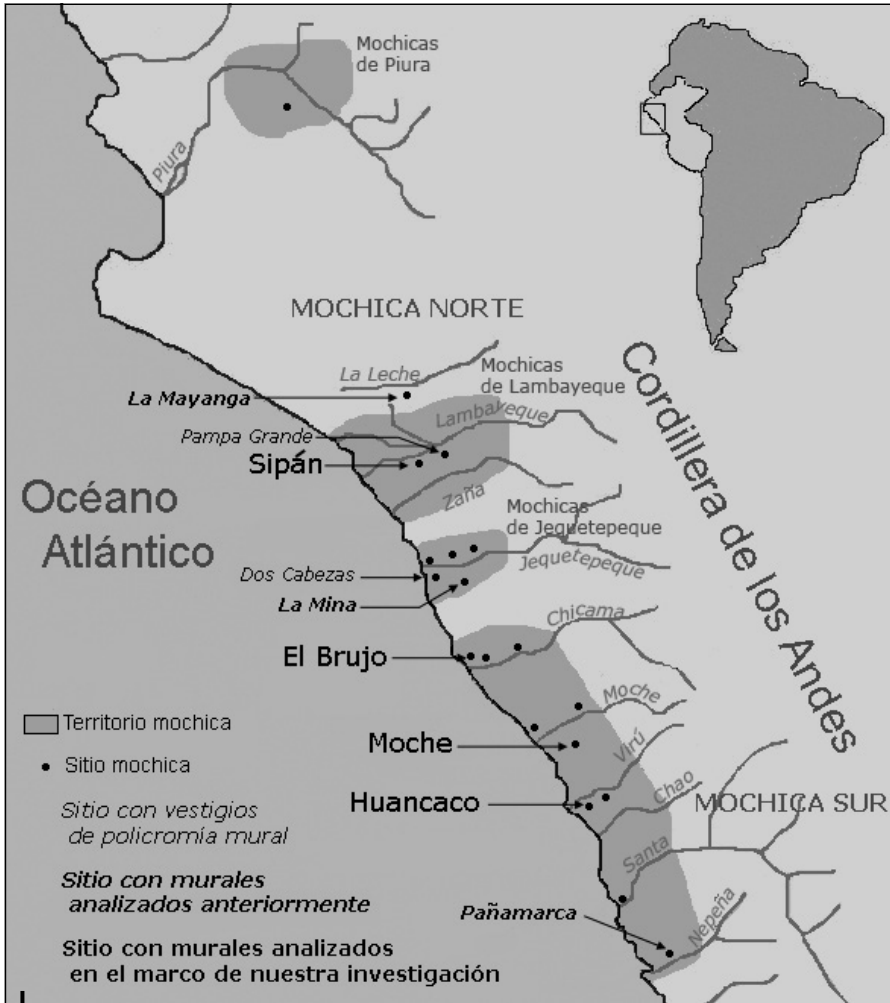 Mochicas
de Piura
Piura
MOCHICA NORTE
La Leche
Mochicas
de Lambayeque
La Mayanga
Lambayeque
Pampa Grande
Sipán
Zaña
Océano
Atlántico
Cordillera de los Andes
Mochicas
de Jequetepeque
Jequetepeque
Dos Cabezas
La Mina
Chicama
El Brujo
Moche
Moche
Virú
Huancaco
Chao
MOCHICA SUR
Santa
Pañamarca
Nepeña
Territorio mochica
Sitio mochica
Sitio con vestigios
de policromía mural
Sitio con murales
analizados anteriormente
Sitio con murales analizados
en el marco de nuestra investigación